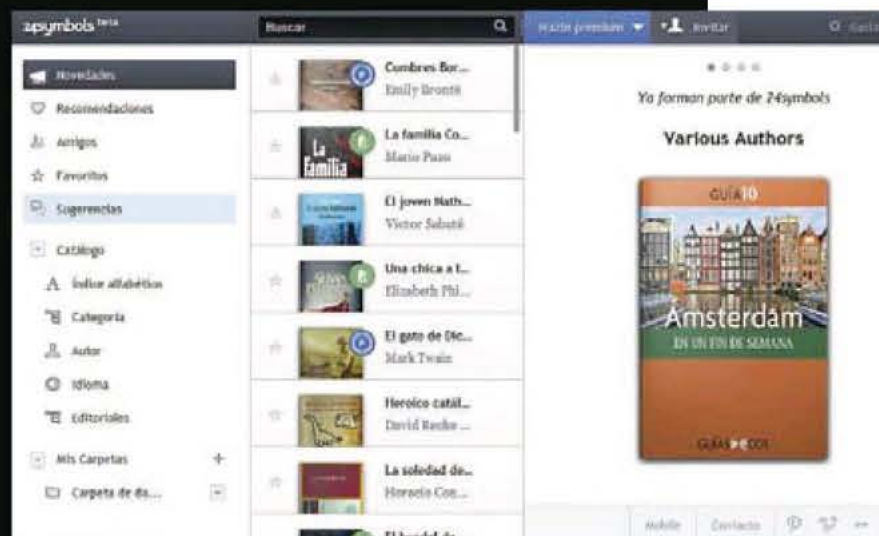 24symbols beta
Buscar
Hazte premium
Invitar
Novedades
Recomendaciones
Amigos
Favoritos
Sugerencias
Catálogo
Índice alfabético
Categoría
Autor
Idioma
Editoriales
Mis Carpetas
Carpeta de da...
Cumbres Bor...
Emily Brontë
La familia Co...
Mario Puzo
La
familia
El joven Nath...
Víctor Sabaté
Una chica a l...
Elizabeth Phi...
El gato de Dic...
Mark Twain
Heroico catál...
David Roche ...
La soledad de...
Horacio Con...
Ya forman parte de 24symbols
Various Authors
GUÍA10
Ámsterdam
EN UN FIN DE SEMANA
Mobile
Contacto